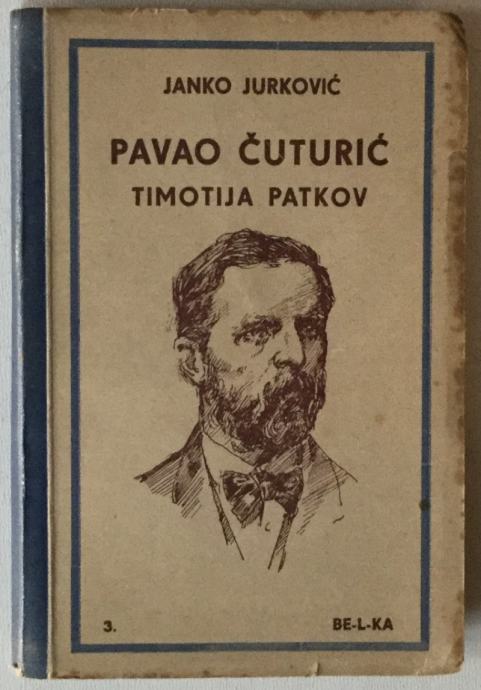 JANKO JURKOVIĆ
PAVAO ČUTURIĆ
TIMOTIJA PATKOV
3. BE-L-KA